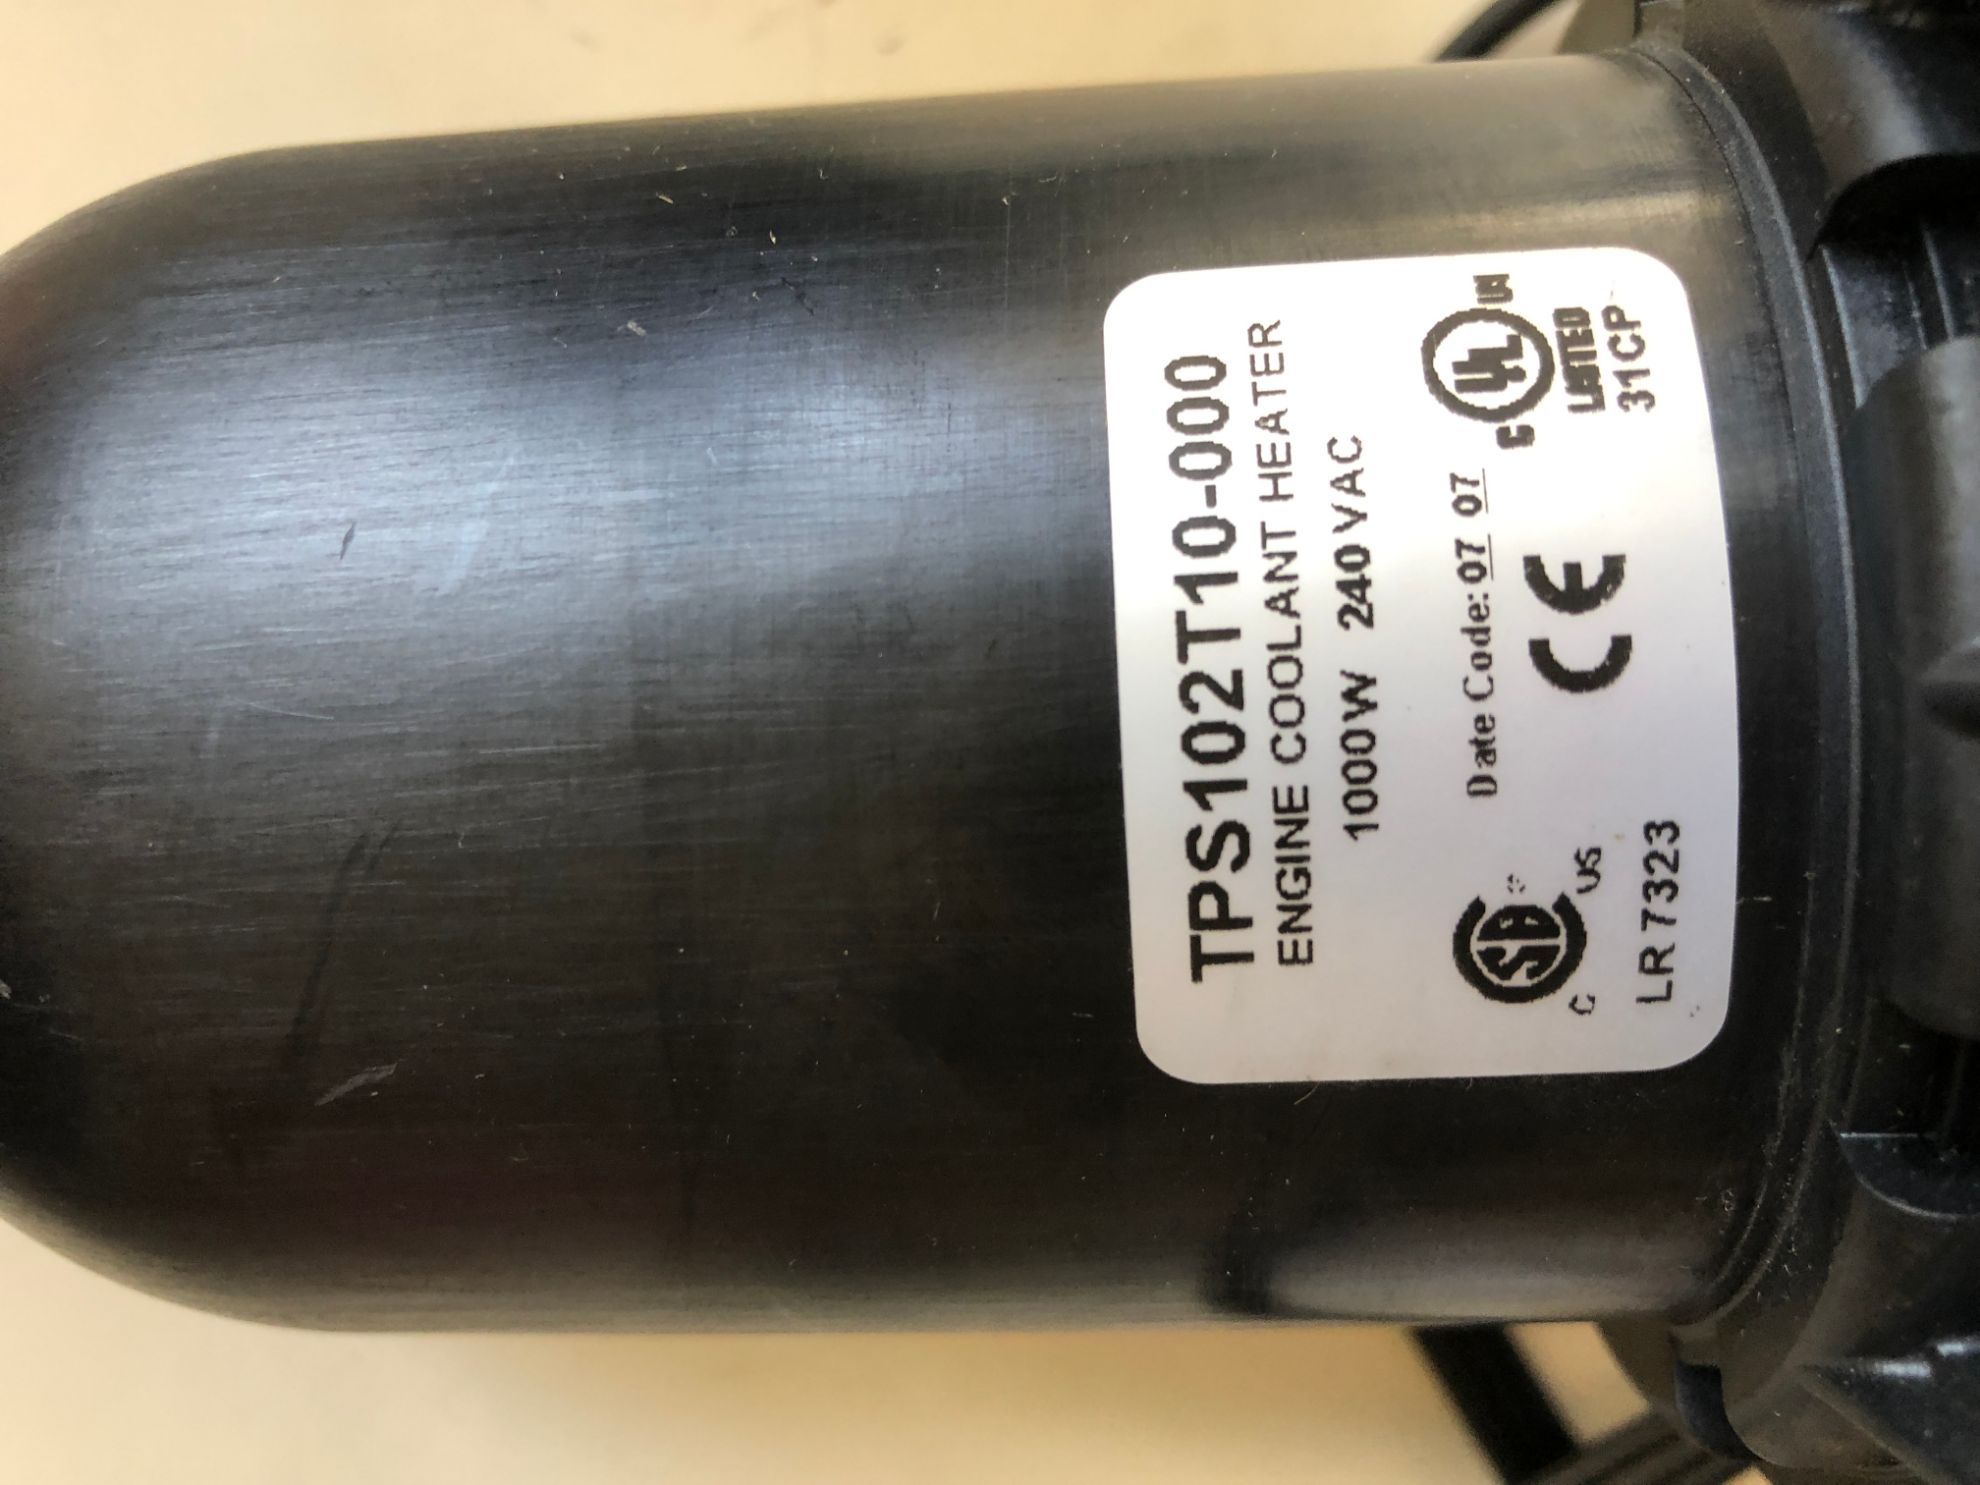 TPS102T10-000
ENGINE COOLANT HEATER
1000W 240VAC
Date Code: 07 07
C UL US
LISTED
31CP
CE
C SA US
LR 7323